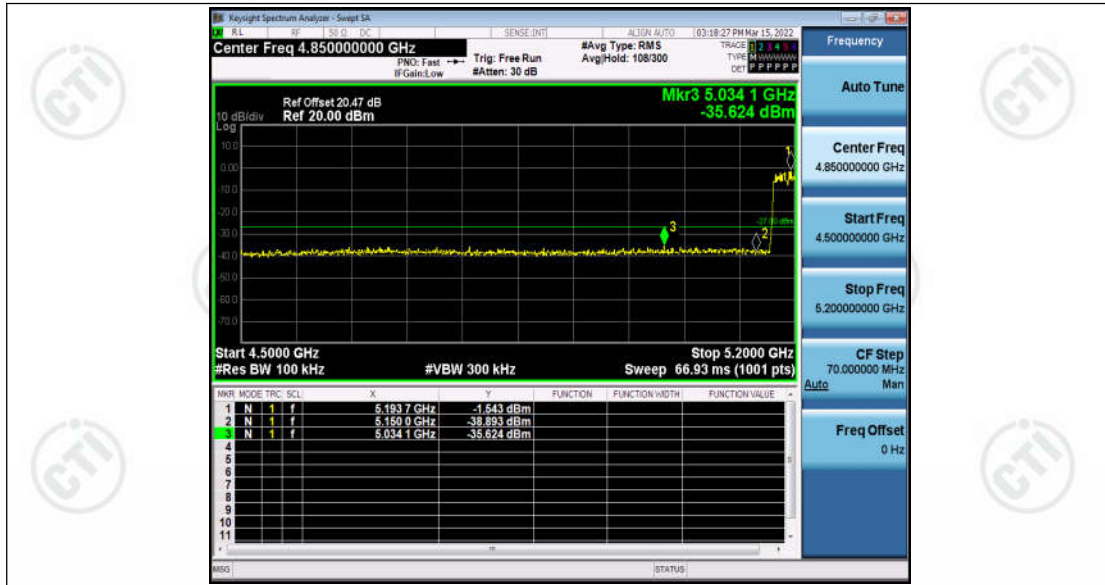 CTI
CTI
Keysight Spectrum Analyzer - Swept SA
RL RF 50 Ω DC SENSE:INT ALIGN AUTO 03:18:27 PM Mar 15, 2022
Center Freq 4.850000000 GHz
PNO: Fast
IFGain:Low
Trig: Free Run
#Atten: 30 dB
#Avg Type: RMS
Avg|Hold: 108/300
TRACE 1 2 3 4 5 6
TYPE M WWWWW
DET P P P P P P
Frequency
Auto Tune
Center Freq
4.850000000 GHz
Start Freq
4.500000000 GHz
Stop Freq
5.200000000 GHz
CF Step
70.000000 MHz
Auto Man
Freq Offset
0 Hz
Mkr3 5.034 1 GHz
-35.624 dBm
Ref Offset 20.47 dB
10 dB/div Ref 20.00 dBm
Log
10.0
0.00
-10.0
-20.0
-30.0
-40.0
-50.0
-60.0
-70.0
1
-27.00 dBm
2
3
Start 4.5000 GHz Stop 5.2000 GHz
#Res BW 100 kHz #VBW 300 kHz Sweep 66.93 ms (1001 pts)
MKR MODE TRC SCL X Y FUNCTION FUNCTION WIDTH FUNCTION VALUE
1 N 1 f 5.193 7 GHz -1.543 dBm
2 N 1 f 5.150 0 GHz -38.893 dBm
3 N 1 f 5.034 1 GHz -35.624 dBm
4
5
6
7
8
9
10
11
MSG STATUS
CTI
CTI